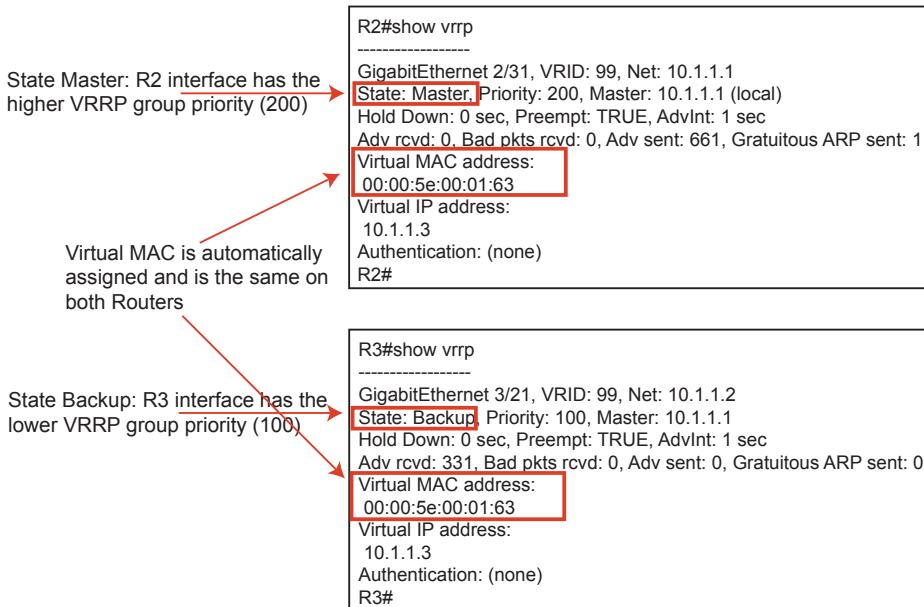 State Master: R2 interface has the
higher VRRP group priority (200)
R2#show vrrp
------------------
GigabitEthernet 2/31, VRID: 99, Net: 10.1.1.1
State: Master, Priority: 200, Master: 10.1.1.1 (local)
Hold Down: 0 sec, Preempt: TRUE, AdvInt: 1 sec
Adv rcvd: 0, Bad pkts rcvd: 0, Adv sent: 661, Gratuitous ARP sent: 1
Virtual MAC address:
00:00:5e:00:01:63
Virtual IP address:
10.1.1.3
Authentication: (none)
R2#
Virtual MAC is automatically
assigned and is the same on
both Routers
State Backup: R3 interface has the
lower VRRP group priority (100)
R3#show vrrp
------------------
GigabitEthernet 3/21, VRID: 99, Net: 10.1.1.2
State: Backup, Priority: 100, Master: 10.1.1.1
Hold Down: 0 sec, Preempt: TRUE, AdvInt: 1 sec
Adv rcvd: 331, Bad pkts rcvd: 0, Adv sent: 0, Gratuitous ARP sent: 0
Virtual MAC address:
00:00:5e:00:01:63
Virtual IP address:
10.1.1.3
Authentication: (none)
R3#